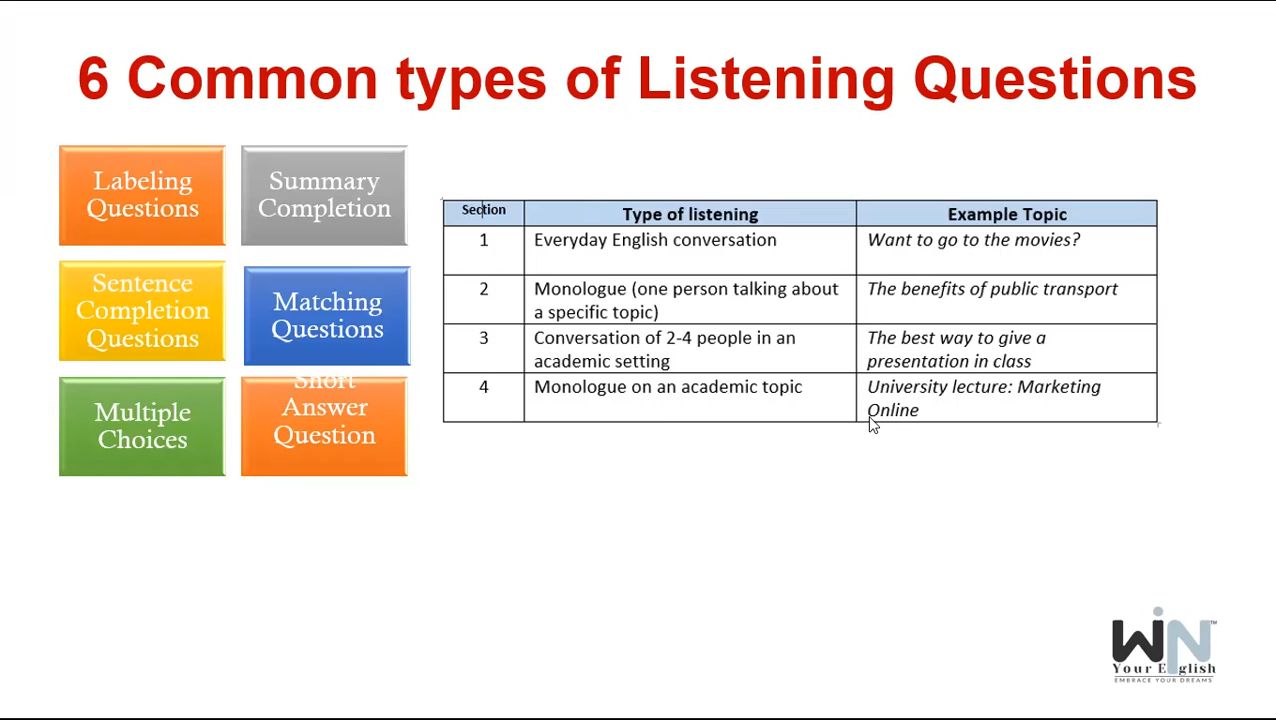 6 Common types of Listening Questions
Labeling
Questions
Summary
Completion
Sentence
Completion
Questions
Matching
Questions
Multiple
Choices
Short
Answer
Question
Section Type of listening Example Topic
1 Everyday English conversation Want to go to the movies?
2 Monologue (one person talking about The benefits of public transport
a specific topic)
3 Conversation of 2-4 people in an The best way to give a
academic setting presentation in class
4 Monologue on an academic topic University lecture: Marketing
Online
WIN™
Your English
EMBRACE YOUR DREAMS